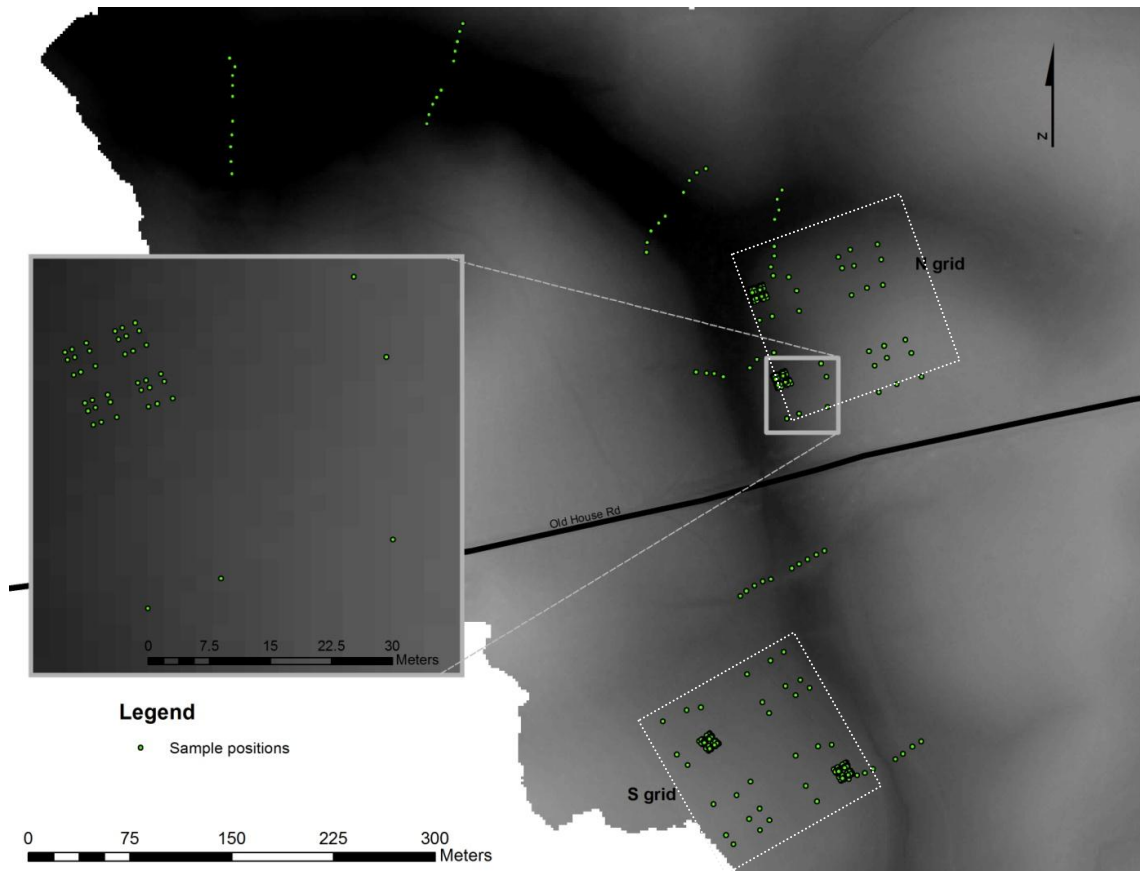 N
N grid
Old House Rd
0 7.5 15 22.5 30
Meters
Legend
Sample positions
S grid
0 75 150 225 300
Meters